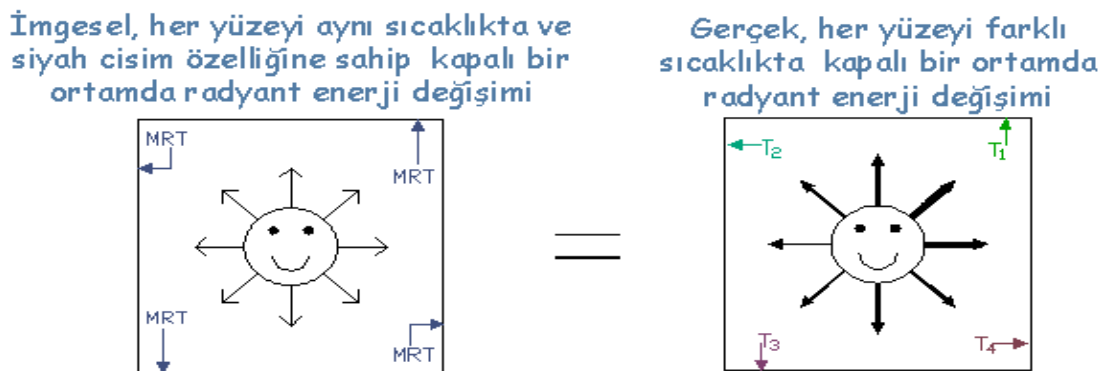 İmgesel, her yüzeyi aynı sıcaklıkta ve
siyah cisim özelliğine sahip kapalı bir
ortamda radyant enerji değişimi
Gerçek, her yüzeyi farklı
sıcaklıkta kapalı bir ortamda
radyant enerji değişimi
MRT
MRT
MRT
MRT
=
T2
T1
T3
T4